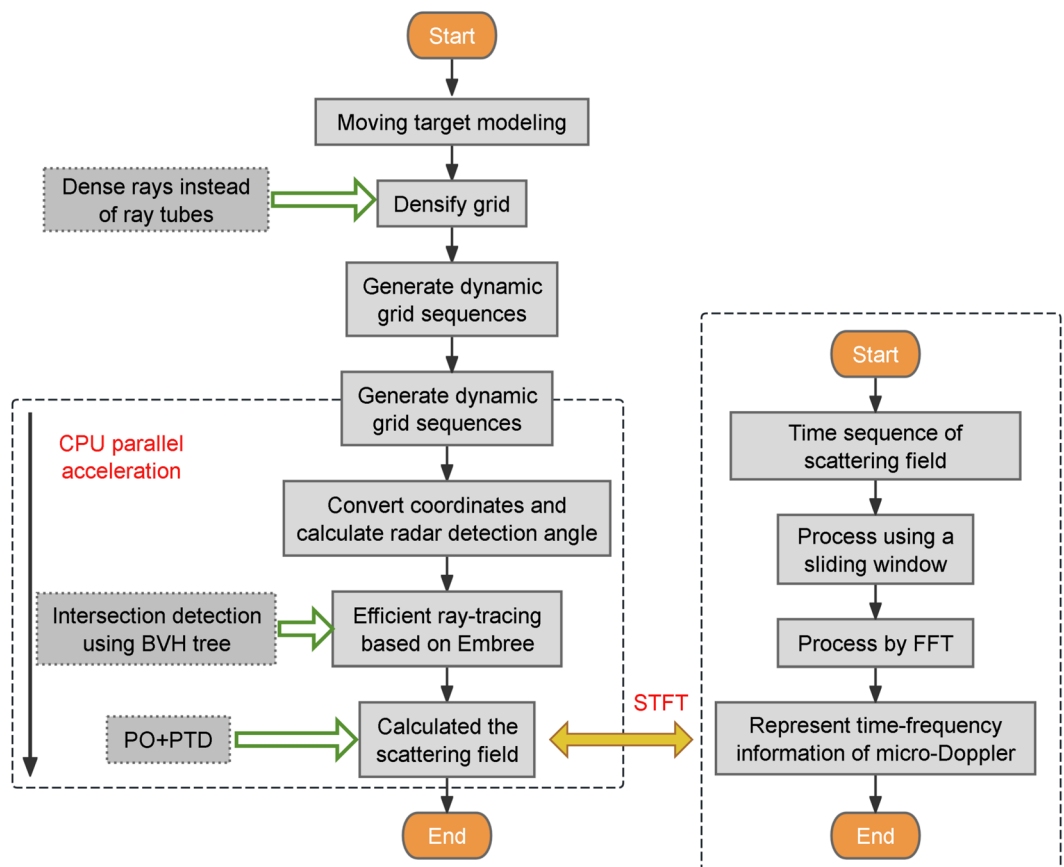 Start
Moving target modeling
Dense rays instead
of ray tubes
Densify grid
Generate dynamic
grid sequences
Generate dynamic
grid sequences
CPU parallel
acceleration
Convert coordinates and
calculate radar detection angle
Intersection detection
using BVH tree
Efficient ray-tracing
based on Embree
PO+PTD
Calculated the
scattering field
End
STFT
Start
Time sequence of
scattering field
Process using a
sliding window
Process by FFT
Represent time-frequency
information of micro-Doppler
End